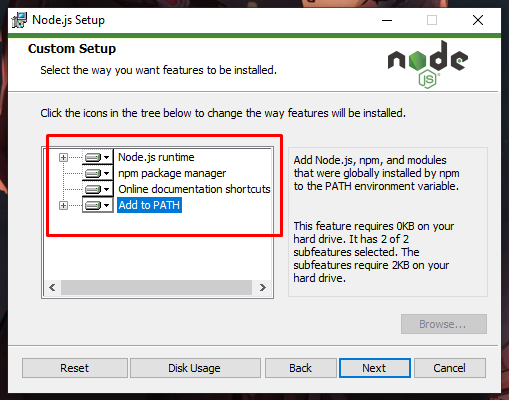 Node.js Setup
Custom Setup
Select the way you want features to be installed.
node
JS
Click the icons in the tree below to change the way features will be installed.
Node.js runtime
npm package manager
Online documentation shortcuts
Add to PATH
Add Node.js, npm, and modules
that were globally installed by npm
to the PATH environment variable.
This feature requires 0KB on your
hard drive. It has 2 of 2
subfeatures selected. The
subfeatures require 2KB on your
hard drive.
Browse...
Reset
Disk Usage
Back
Next
Cancel